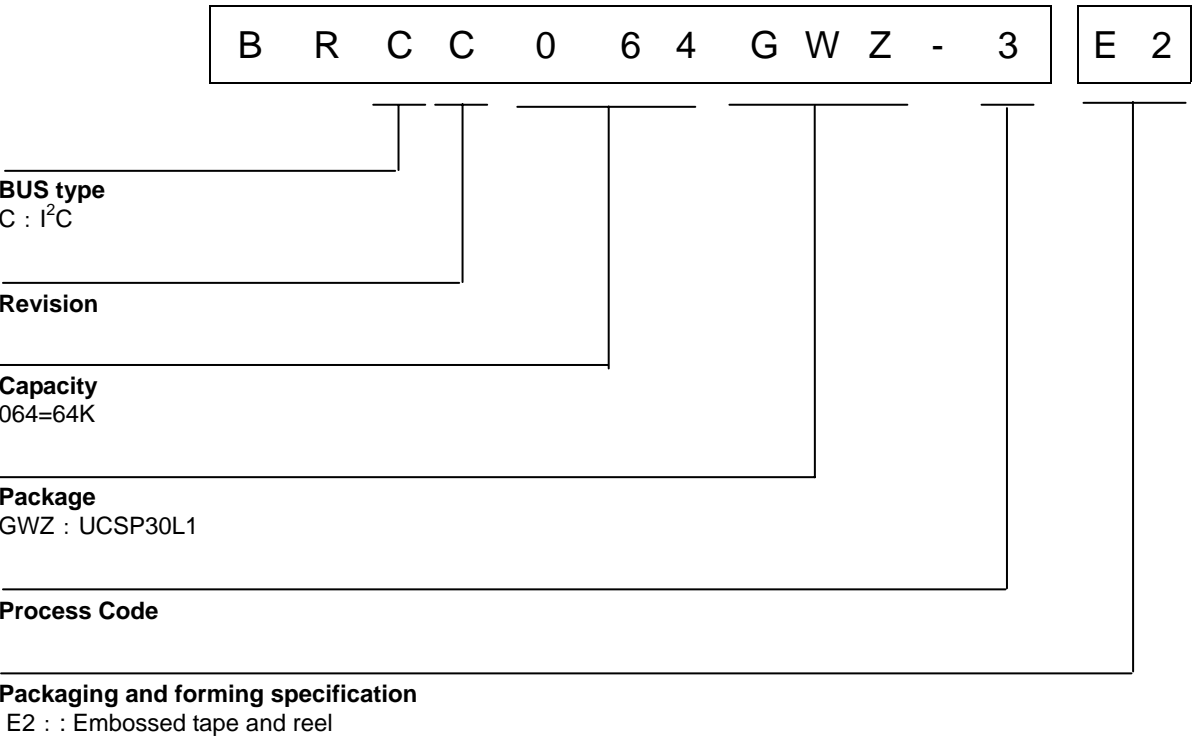 B R C C 0 6 4 G W Z - 3 E 2
BUS type
C : I²C
Revision
Capacity
064=64K
Package
GWZ : UCSP30L1
Process Code
Packaging and forming specification
E2 : : Embossed tape and reel